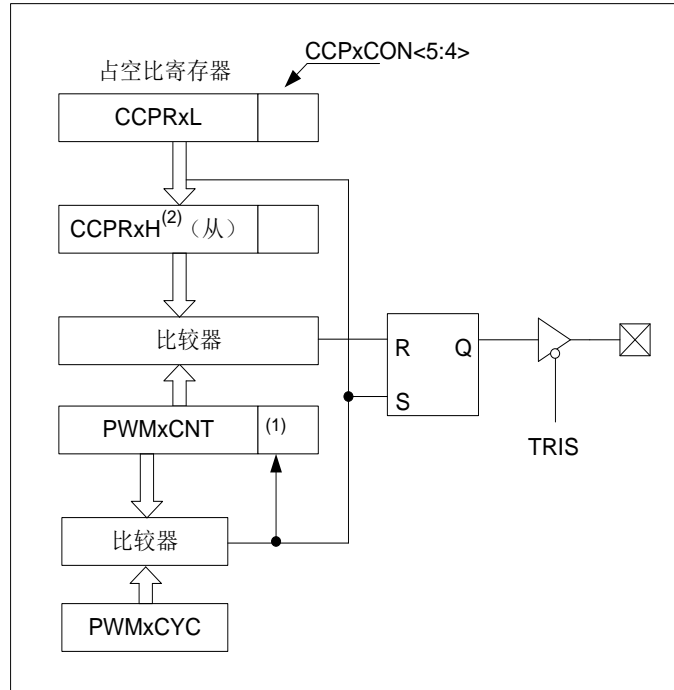 CCPxCON<5:4>
占空比寄存器
CCPRxL
CCPRxH(2)（从）
比较器
R Q
S
PWMxCNT (1)
TRIS
比较器
PWMxCYC